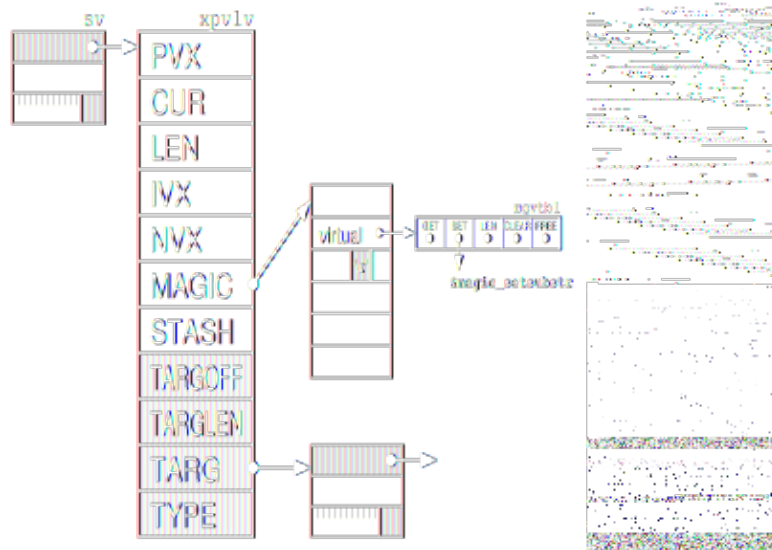 sv
xpvlv
PVX
CUR
LEN
IVX
NVX
MAGIC
STASH
TARGOFF
TARGLEN
TARG
TYPE
virtual
mgvtbl
GET SET LEN CLEAR FREE
&magic_setsubstr